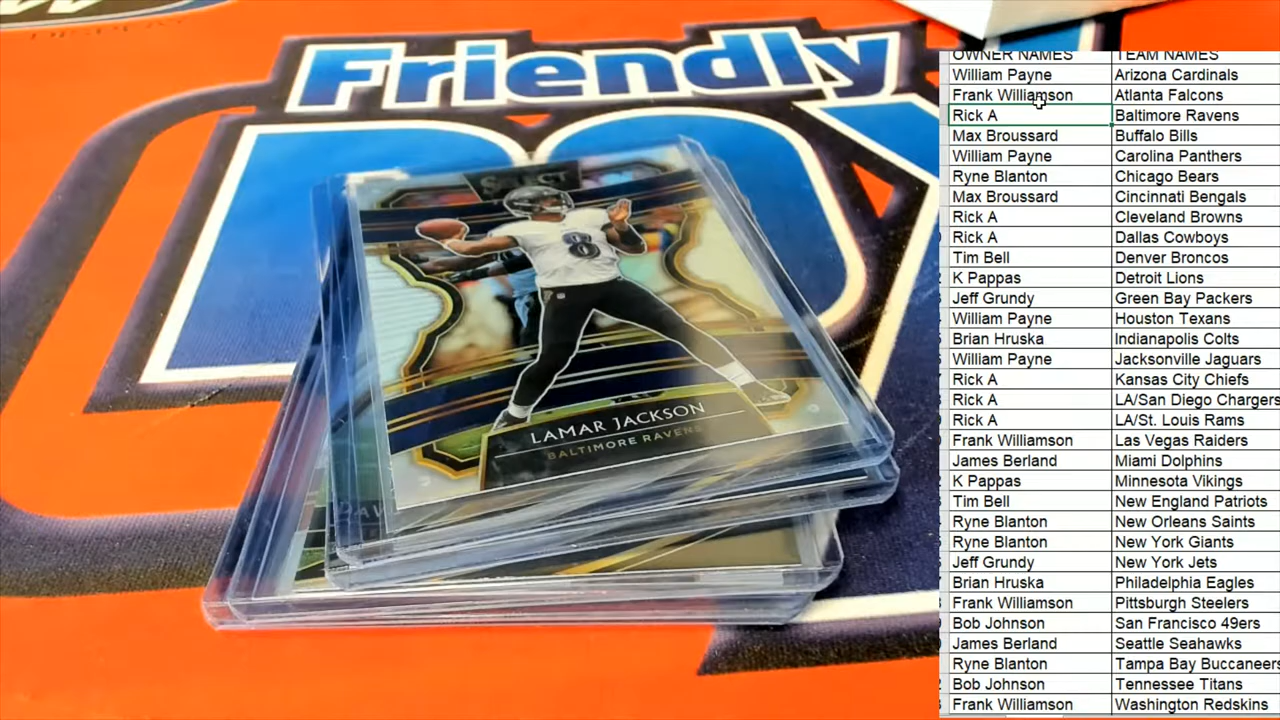 Friendly
SELECT
8
LAMAR JACKSON
BALTIMORE RAVENS
OWNER NAMES TEAM NAMES
William Payne Arizona Cardinals
Frank Williamson Atlanta Falcons
Rick A Baltimore Ravens
Max Broussard Buffalo Bills
William Payne Carolina Panthers
Ryne Blanton Chicago Bears
Max Broussard Cincinnati Bengals
Rick A Cleveland Browns
Rick A Dallas Cowboys
Tim Bell Denver Broncos
K Pappas Detroit Lions
Jeff Grundy Green Bay Packers
William Payne Houston Texans
Brian Hruska Indianapolis Colts
William Payne Jacksonville Jaguars
Rick A Kansas City Chiefs
Rick A LA/San Diego Chargers
Rick A LA/St. Louis Rams
Frank Williamson Las Vegas Raiders
James Berland Miami Dolphins
K Pappas Minnesota Vikings
Tim Bell New England Patriots
Ryne Blanton New Orleans Saints
Ryne Blanton New York Giants
Jeff Grundy New York Jets
Brian Hruska Philadelphia Eagles
Frank Williamson Pittsburgh Steelers
Bob Johnson San Francisco 49ers
James Berland Seattle Seahawks
Ryne Blanton Tampa Bay Buccaneers
Bob Johnson Tennessee Titans
Frank Williamson Washington Redskins